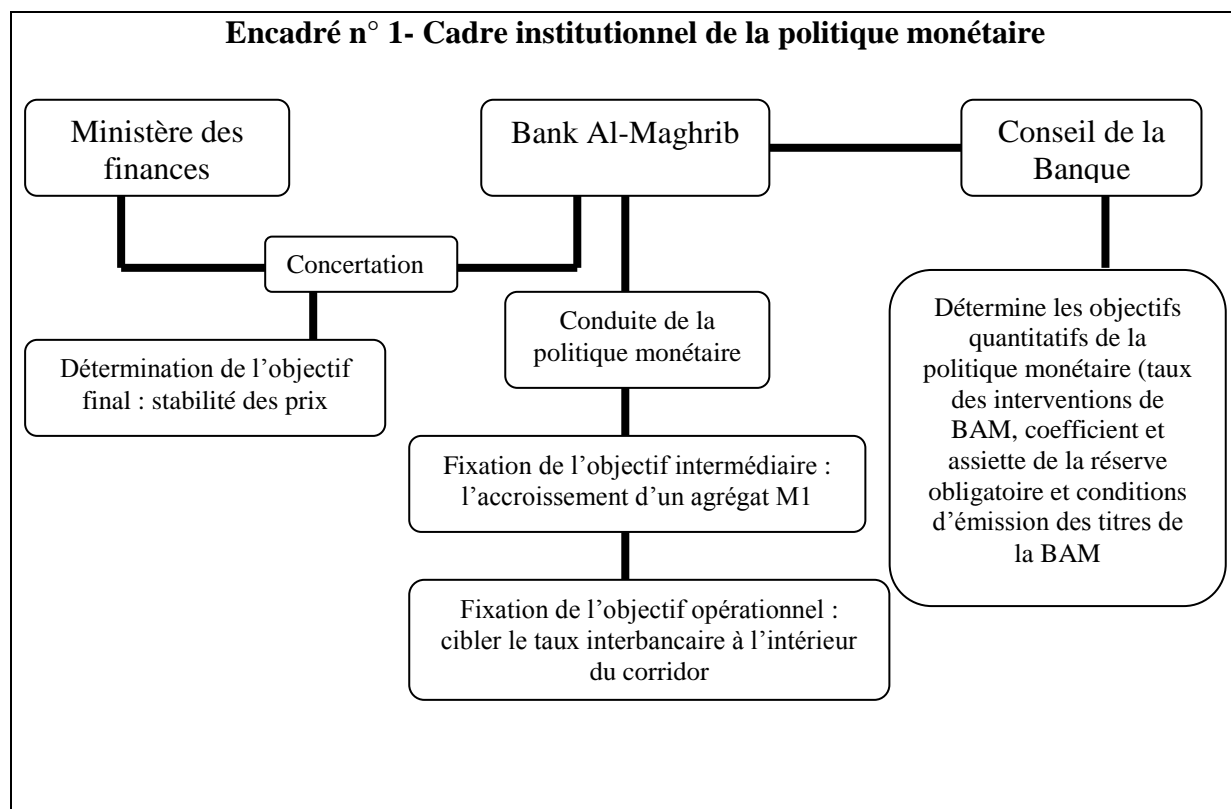 Encadré n° 1- Cadre institutionnel de la politique monétaire
Ministère des
finances
Bank Al-Maghrib
Conseil de la
Banque
Concertation
Détermination de l’objectif
final : stabilité des prix
Conduite de la
politique monétaire
Fixation de l’objectif intermédiaire :
l’accroissement d’un agrégat M1
Fixation de l’objectif opérationnel :
cibler le taux interbancaire à l’intérieur
du corridor
Détermine les objectifs
quantitatifs de la
politique monétaire (taux
des interventions de
BAM, coefficient et
assiette de la réserve
obligatoire et conditions
d’émission des titres de
la BAM